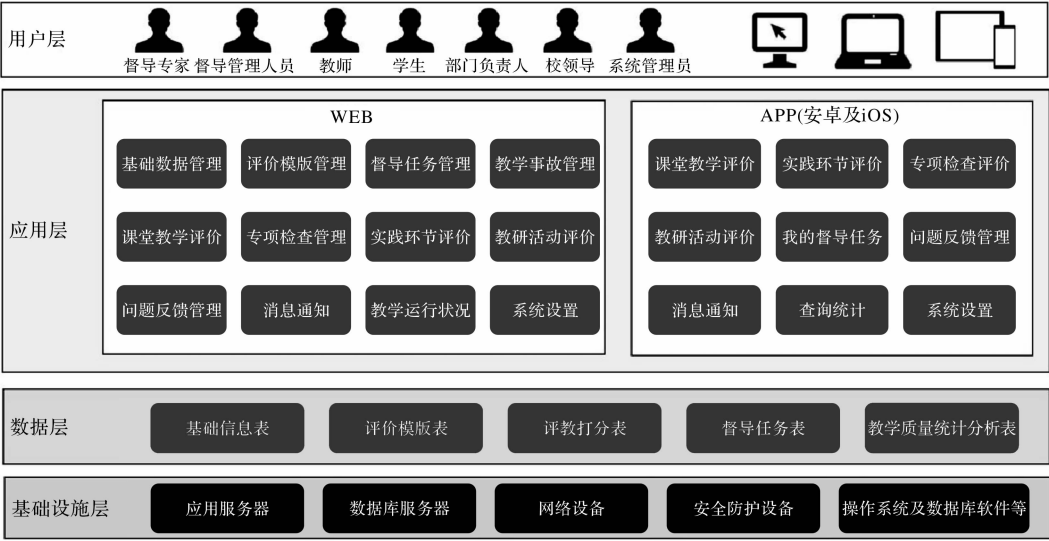 用户层
督导专家 督导管理人员 教师 学生 部门负责人 校领导 系统管理员
应用层
WEB
基础数据管理 评价模版管理 督导任务管理 教学事故管理
课堂教学评价 专项检查管理 实践环节评价 教研活动评价
问题反馈管理 消息通知 教学运行状况 系统设置
APP(安卓及iOS)
课堂教学评价 实践环节评价 专项检查评价
教研活动评价 我的督导任务 问题反馈管理
消息通知 查询统计 系统设置
数据层
基础信息表 评价模版表 评教打分表 督导任务表 教学质量统计分析表
基础设施层
应用服务器 数据库服务器 网络设备 安全防护设备 操作系统及数据库软件等